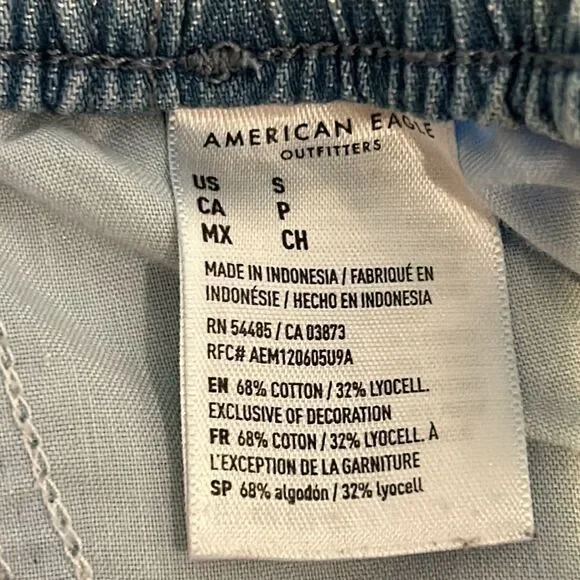 AMERICAN EAGLE
OUTFITTERS
US S
CA P
MX CH
MADE IN INDONESIA / FABRIQUÉ EN
INDONÉSIE / HECHO EN INDONESIA
RN 54485 / CA 03873
RFC# AEM120605U9A
EN 68% COTTON / 32% LYOCELL.
EXCLUSIVE OF DECORATION
FR 68% COTON / 32% LYOCELL. À
L'EXCEPTION DE LA GARNITURE
SP 68% algodón / 32% lyocell